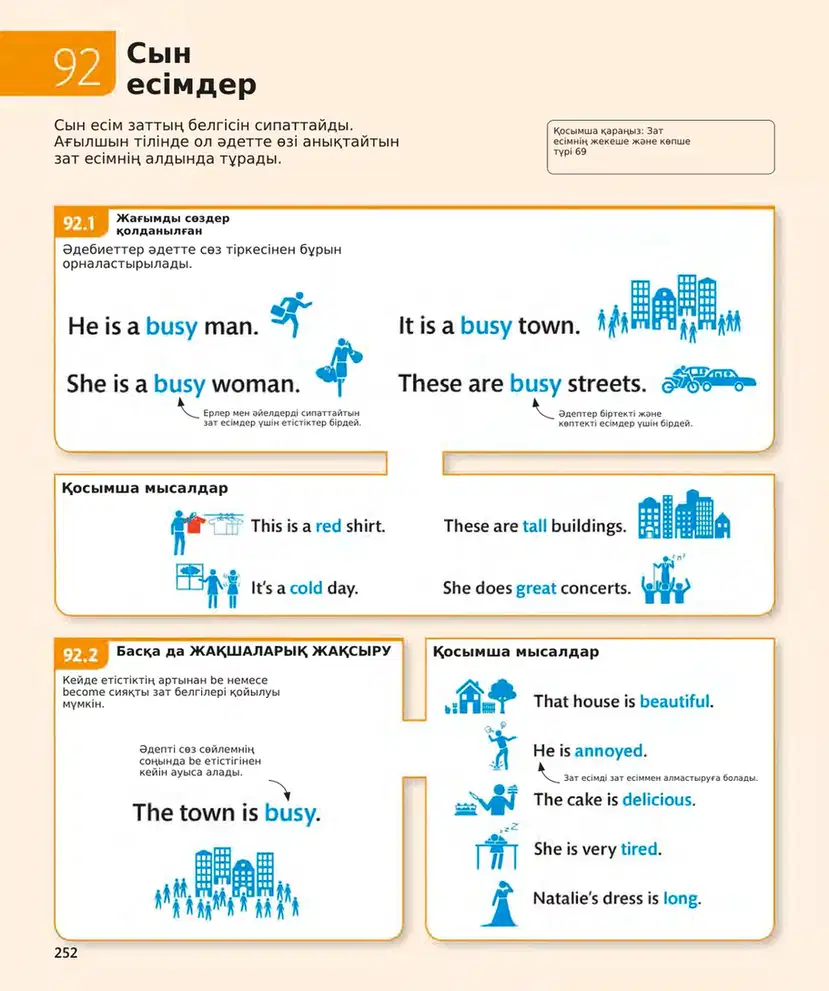 92
Сын
есімдер
Сын есім заттың белгісін сипаттайды.
Ағылшын тілінде ол әдетте өзі анықтайтын
зат есімнің алдында тұрады.
Қосымша қараңыз: Зат
есімнің жекеше және көпше
түрі 69
92.1
Жағымды сөздер
қолданылған
Әдебиеттер әдетте сөз тіркесінен бұрын
орналастырылады.
He is a busy man.
It is a busy town.
She is a busy woman.
These are busy streets.
Ерлер мен әйелдерді сипаттайтын
зат есімдер үшін етістіктер бірдей.
Әдептер біртекті және
көптекті есімдер үшін бірдей.
Қосымша мысалдар
This is a red shirt.
These are tall buildings.
It's a cold day.
She does great concerts.
92.2
Басқа да ЖАҚШАЛАРЫҚ ЖАҚСЫРУ
Кейде етістіктің артынан be немесе
become сияқты зат белгілері қойылуы
мүмкін.
Әдепті сөз сөйлемнің
соңында be етістігінен
кейін ауыса алады.
The town is busy.
Қосымша мысалдар
That house is beautiful.
He is annoyed.
Зат есімді зат есіммен алмастыруға болады.
The cake is delicious.
She is very tired.
Natalie's dress is long.
252